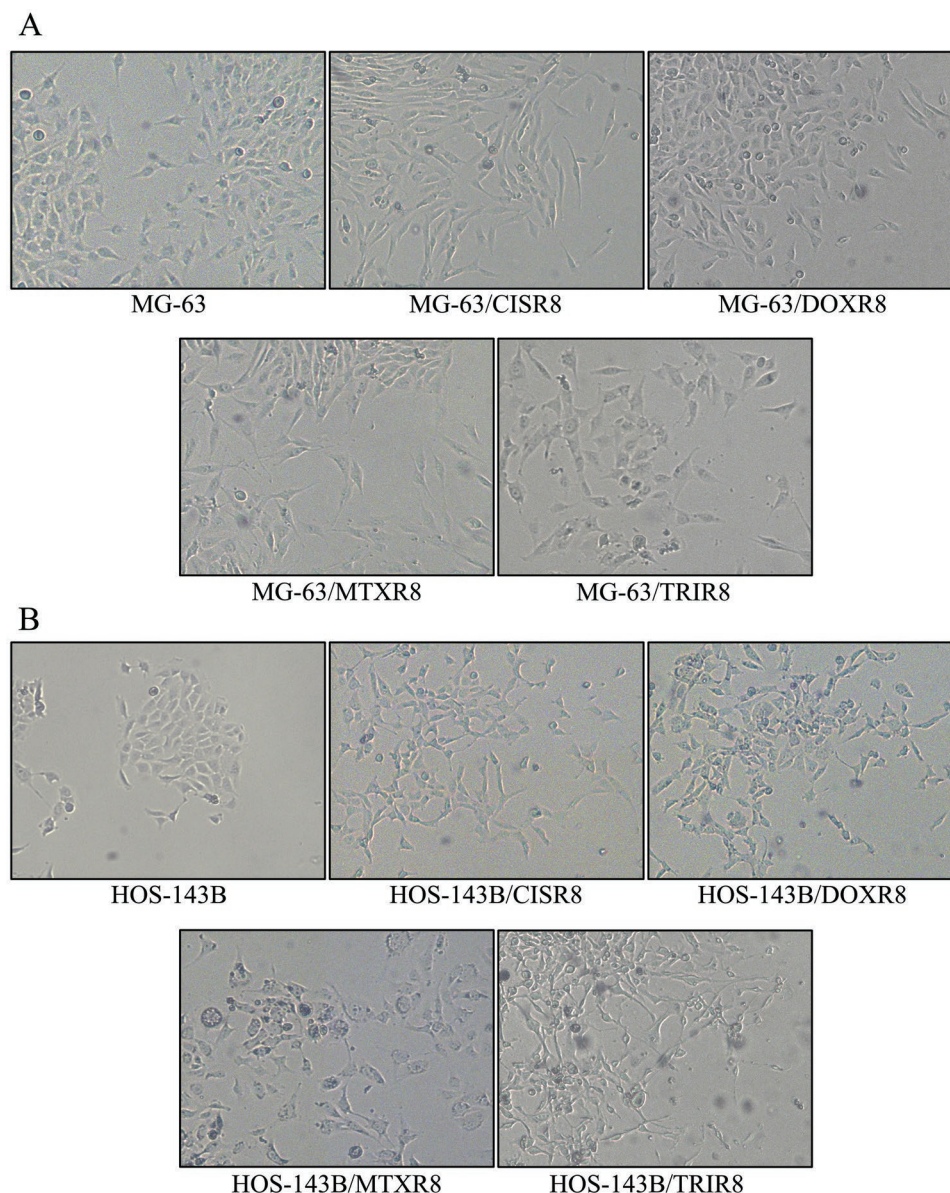 A
MG-63
MG-63/CISR8
MG-63/DOXR8
MG-63/MTXR8
MG-63/TRIR8
B
HOS-143B
HOS-143B/CISR8
HOS-143B/DOXR8
HOS-143B/MTXR8
HOS-143B/TRIR8